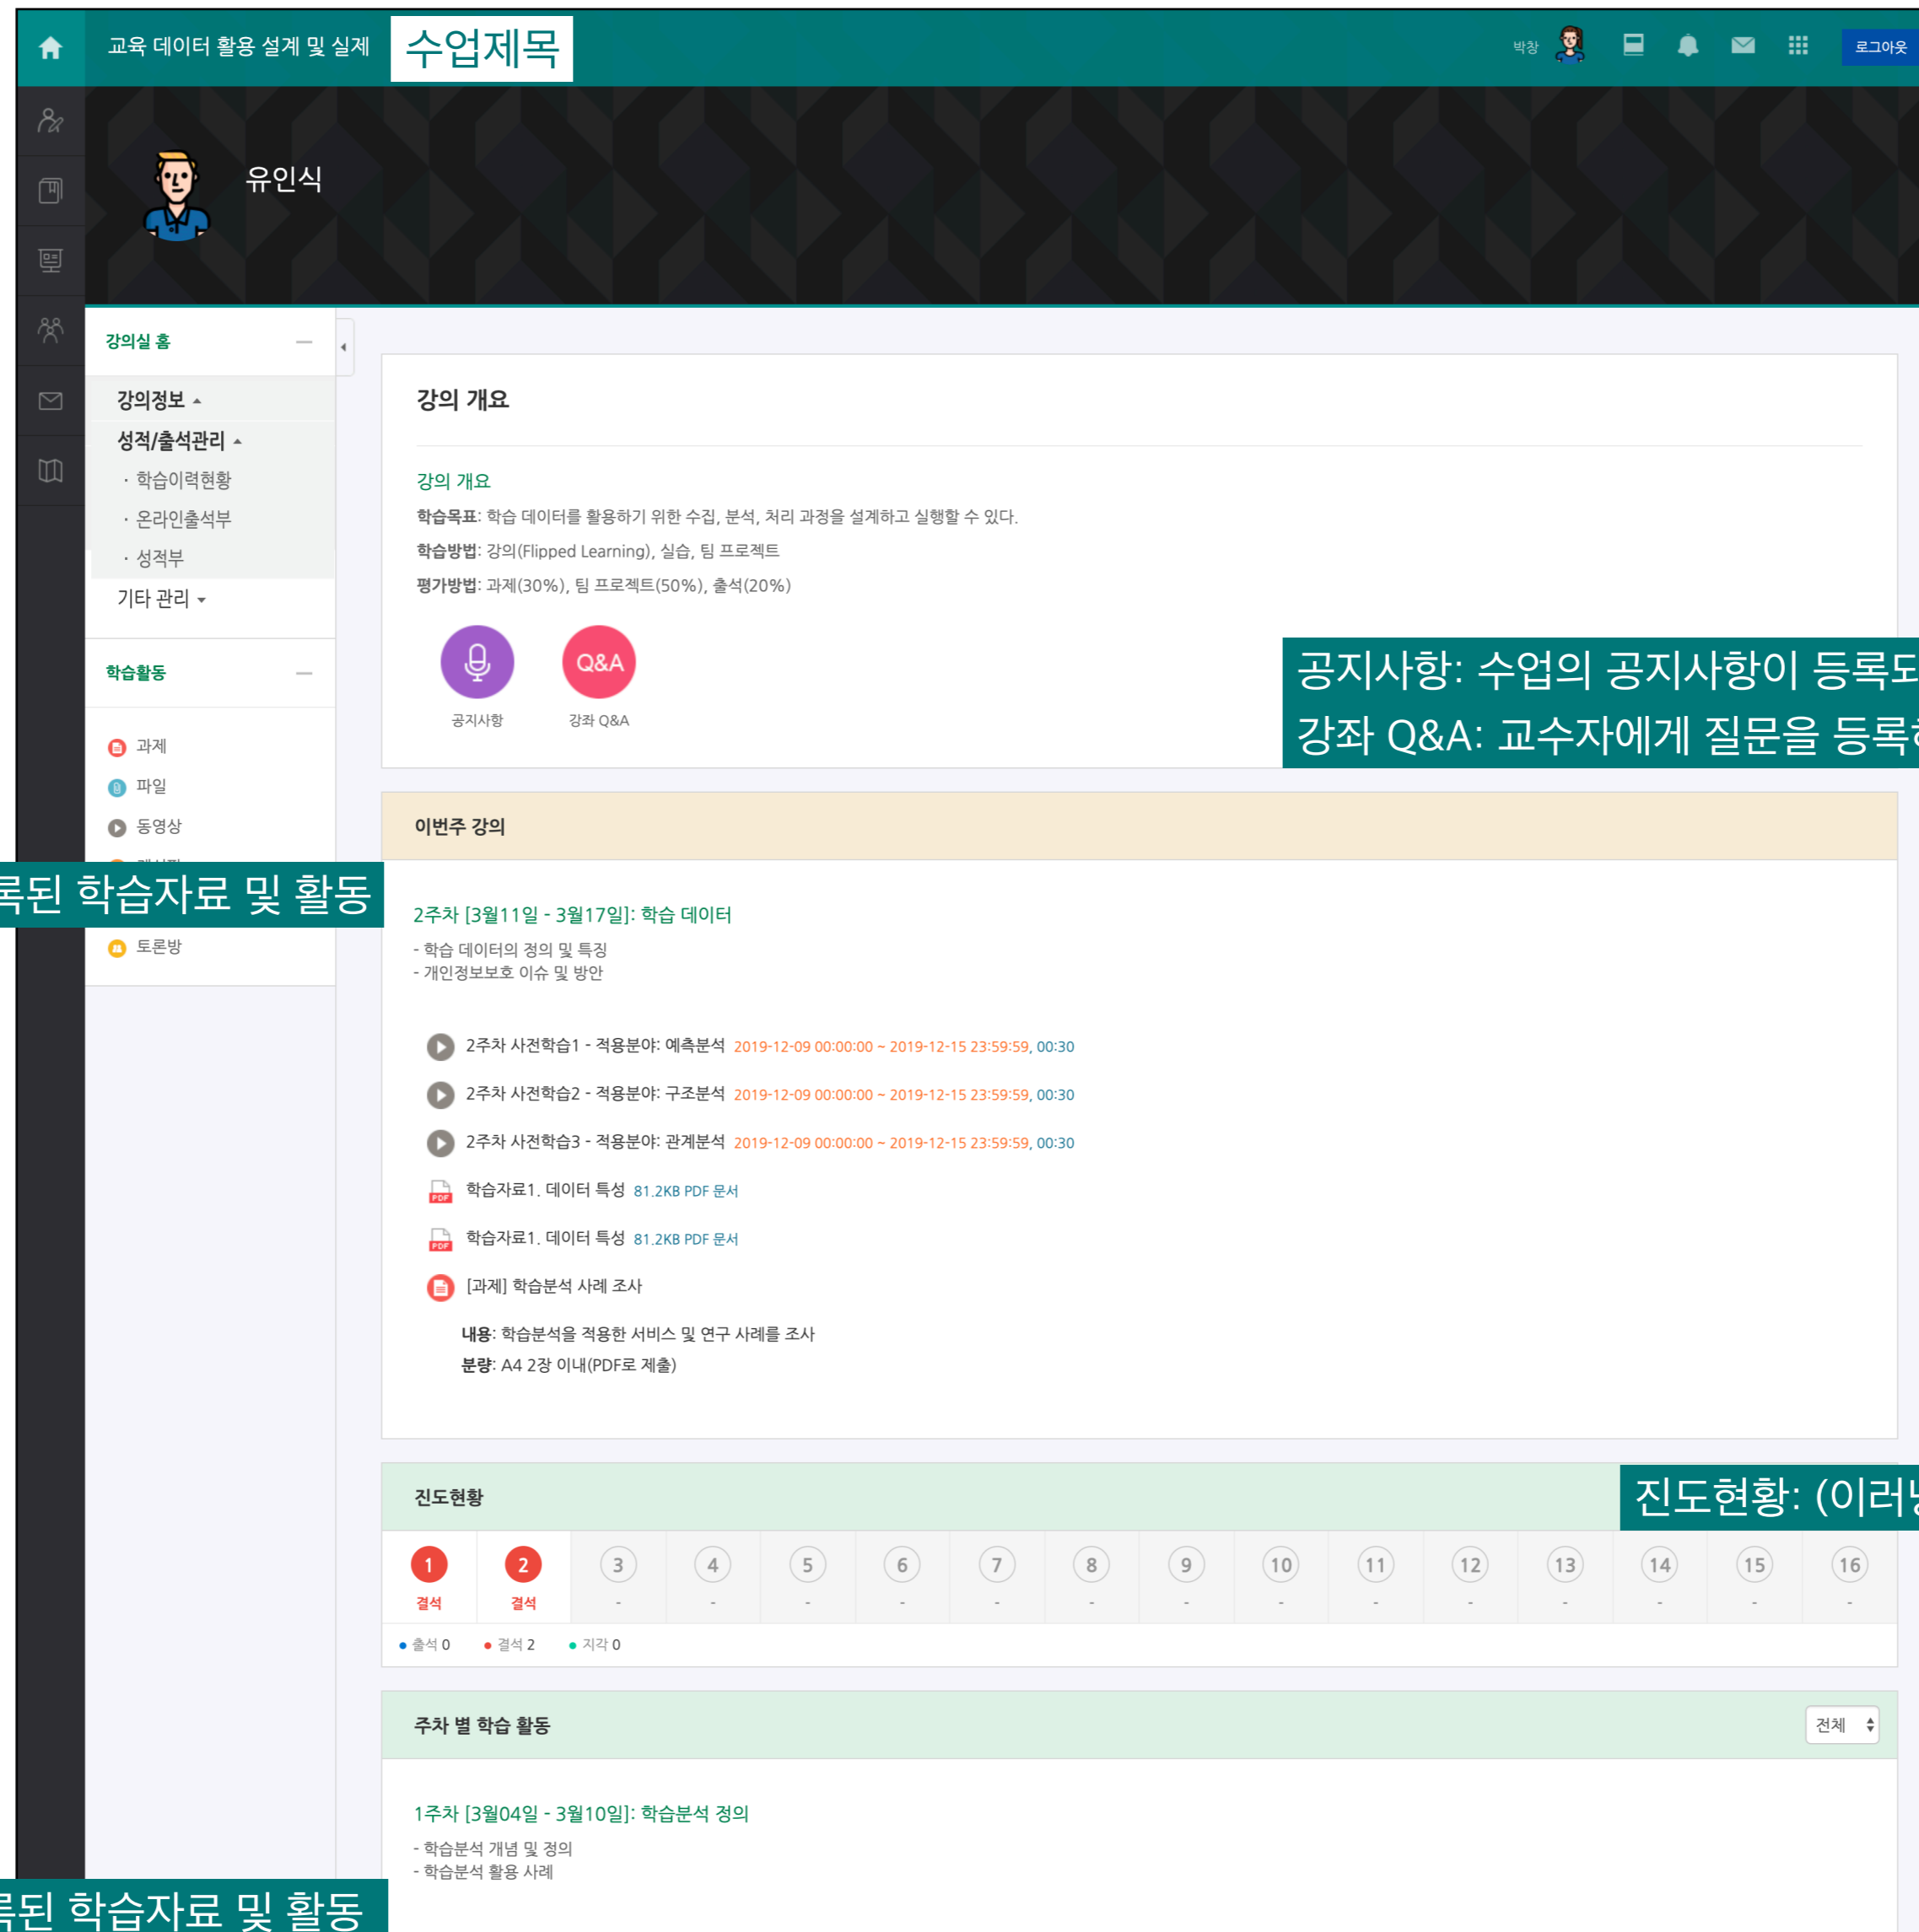 교육 데이터 활용 설계 및 실제
수업제목
박창
로그아웃
유인식
강의실 홈
강의정보
성적/출석관리
· 학습이력현황
· 온라인출석부
· 성적부
기타 관리
학습활동
과제
파일
동영상
록된 학습자료 및 활동
토론방
강의 개요
강의 개요
학습목표: 학습 데이터를 활용하기 위한 수집, 분석, 처리 과정을 설계하고 실행할 수 있다.
학습방법: 강의(Flipped Learning), 실습, 팀 프로젝트
평가방법: 과제(30%), 팀 프로젝트(50%), 출석(20%)
Q&A
공지사항
강좌 Q&A
공지사항: 수업의 공지사항이 등록되
강좌 Q&A: 교수자에게 질문을 등록
이번주 강의
2주차 [3월11일 - 3월17일]: 학습 데이터
- 학습 데이터의 정의 및 특징
- 개인정보보호 이슈 및 방안
2주차 사전학습1 - 적용분야: 예측분석 2019-12-09 00:00:00 ~ 2019-12-15 23:59:59, 00:30
2주차 사전학습2 - 적용분야: 구조분석 2019-12-09 00:00:00 ~ 2019-12-15 23:59:59, 00:30
2주차 사전학습3 - 적용분야: 관계분석 2019-12-09 00:00:00 ~ 2019-12-15 23:59:59, 00:30
PDF 학습자료1. 데이터 특성 81.2KB PDF 문서
PDF 학습자료1. 데이터 특성 81.2KB PDF 문서
[과제] 학습분석 사례 조사
내용: 학습분석을 적용한 서비스 및 연구 사례를 조사
분량: A4 2장 이내(PDF로 제출)
진도현황
진도현황: (이러
1 2 3 4 5 6 7 8 9 10 11 12 13 14 15 16
결석 결석 - - - - - - - - - - - - - -
출석 0 결석 2 지각 0
주차 별 학습 활동
전체
1주차 [3월04일 - 3월10일]: 학습분석 정의
- 학습분석 개념 및 정의
- 학습분석 활용 사례
록된 학습자료 및 활동